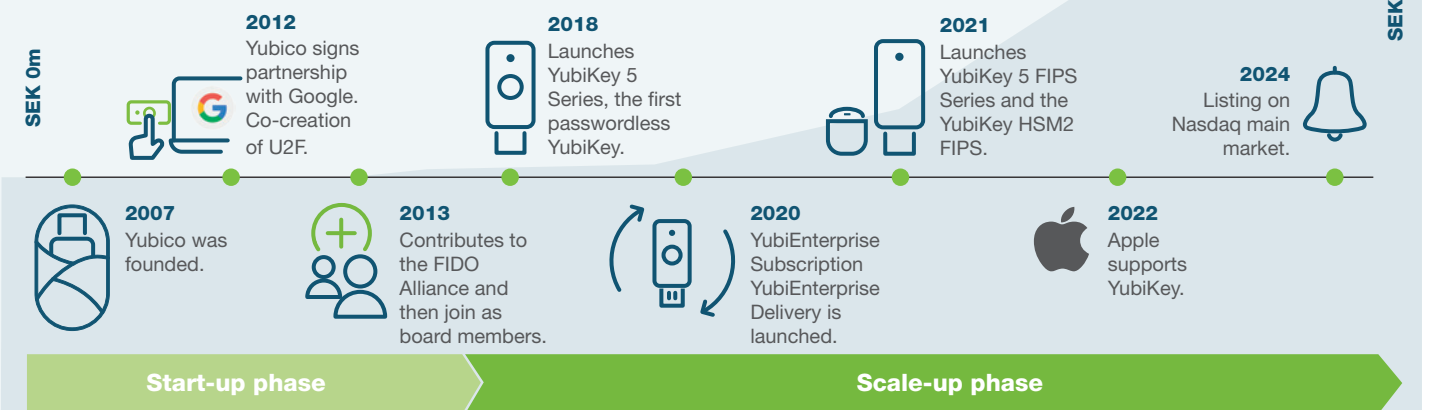 SEK 0m
2012
Yubico signs
partnership
with Google.
Co-creation
of U2F.
2018
Launches
YubiKey 5
Series, the first
passwordless
YubiKey.
2021
Launches
YubiKey 5 FIPS
Series and the
YubiKey HSM2
FIPS.
2024
Listing on
Nasdaq main
market.
SEK
2007
Yubico was
founded.
2013
Contributes to
the FIDO
Alliance and
then join as
board members.
2020
YubiEnterprise
Subscription
YubiEnterprise
Delivery is
launched.
2022
Apple
supports
YubiKey.
Start-up phase
Scale-up phase